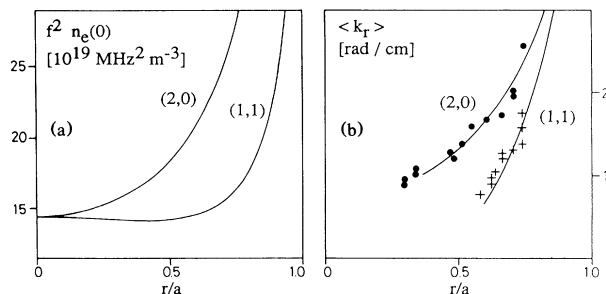 f² nₑ(0)
[10¹⁹ MHz² m⁻³]
25
20
15
(2,0)
(1,1)
(a)
0
0.5
1.0
r/a
< kᵣ >
[rad / cm]
(2,0)
(1,1)
(b)
2
1
0
0.5
1.0
r/a